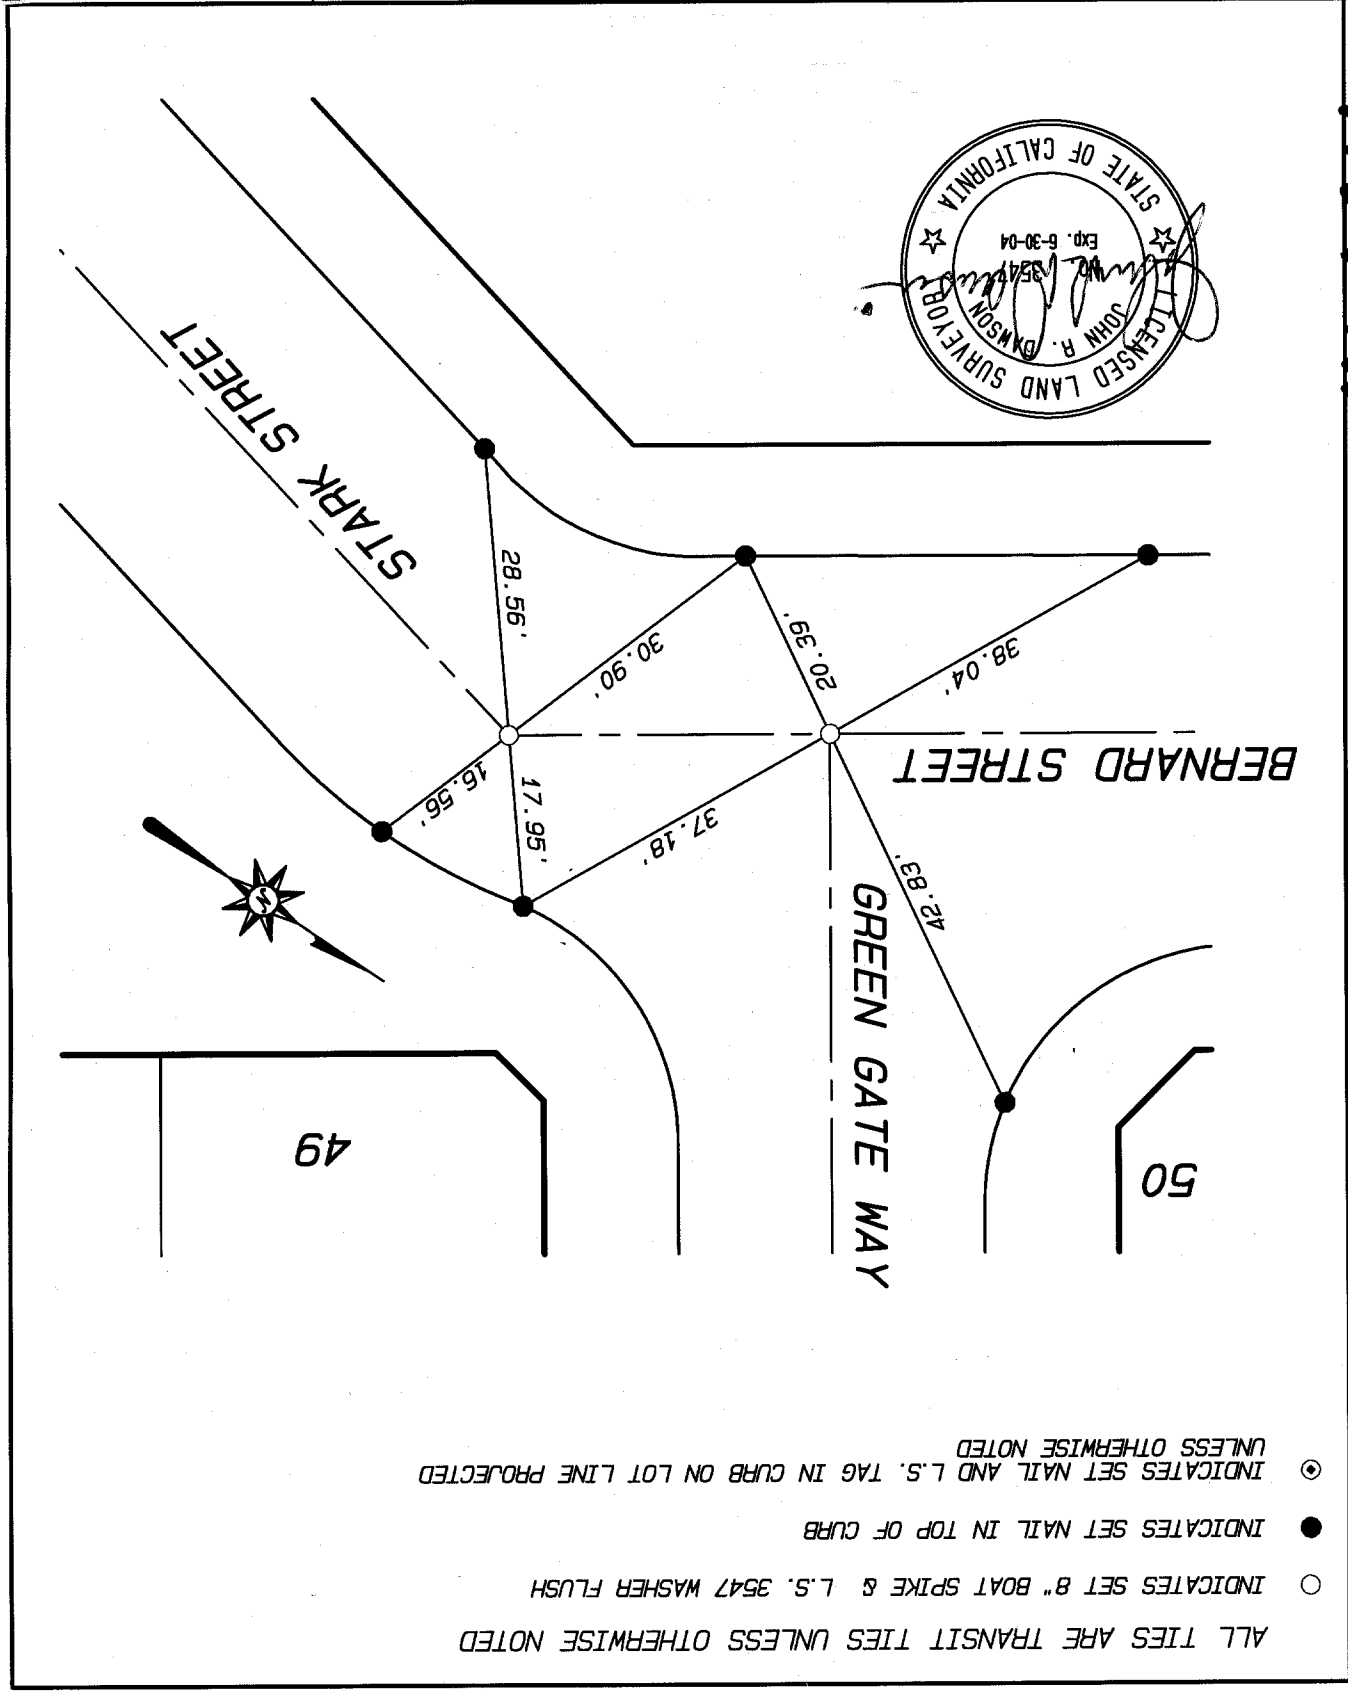 ALL TIES ARE TRANSIT TIES UNLESS OTHERWISE NOTED
INDICATES SET 8" BOAT SPIKE & L.S. 3547 WASHER FLUSH
INDICATES SET NAIL IN TOP OF CURB
INDICATES SET NAIL AND L.S. TAG IN CURB ON LOT LINE PROJECTED
UNLESS OTHERWISE NOTED
50
49
GREEN GATE WAY
42.83'
37.18'
17.95'
16.56'
BERNARD STREET
38.04'
20.39'
30.90'
28.56'
STARK STREET
N
LICENSED LAND SURVEYOR
JOHN R. DAWSON
No. 3547
Exp. 6-30-04
STATE OF CALIFORNIA